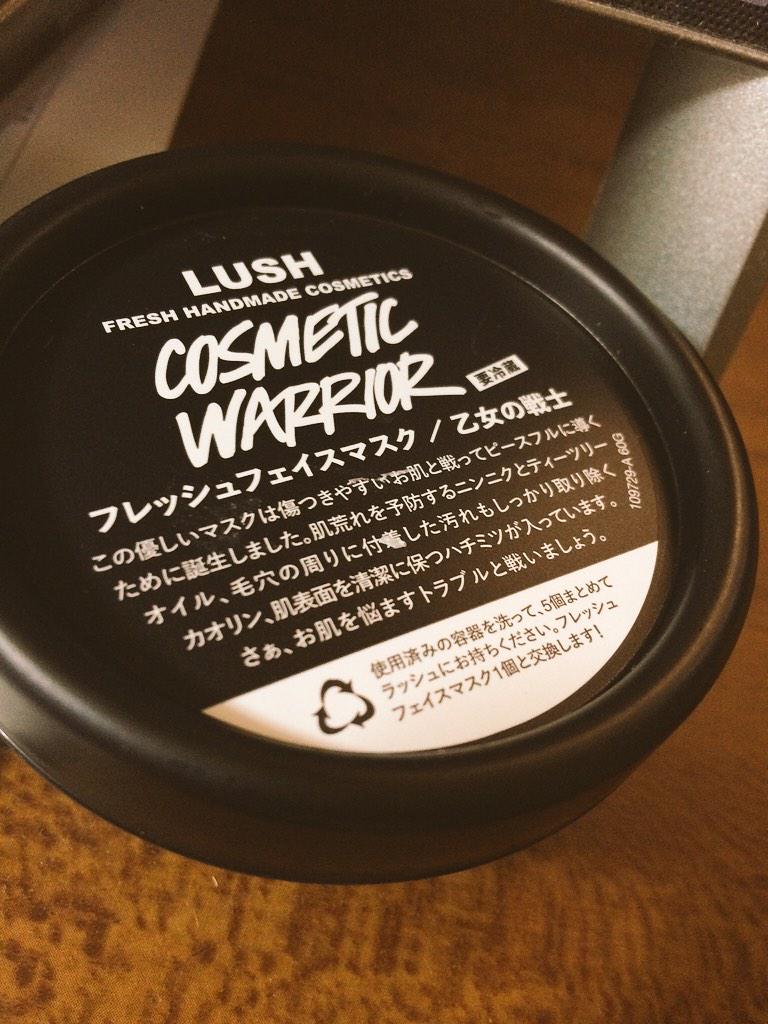 LUSH
FRESH HANDMADE COSMETICS
COSMETIC
WARRIOR
要冷蔵
フレッシュフェイスマスク / 乙女の戦士
この優しいマスクは傷つきやすいお肌と戦ってピースフルに導く
ために誕生しました。肌荒れを予防するニンニクとティーツリー
オイル、毛穴の周りに付着した汚れもしっかり取り除く
カオリン、肌表面を清潔に保つハチミツが入っています。
さぁ、お肌を悩ますトラブルと戦いましょう。
109729-A 60G
使用済みの容器を洗って、5個まとめて
ラッシュにお持ちください。フレッシュ
フェイスマスク1個と交換します!